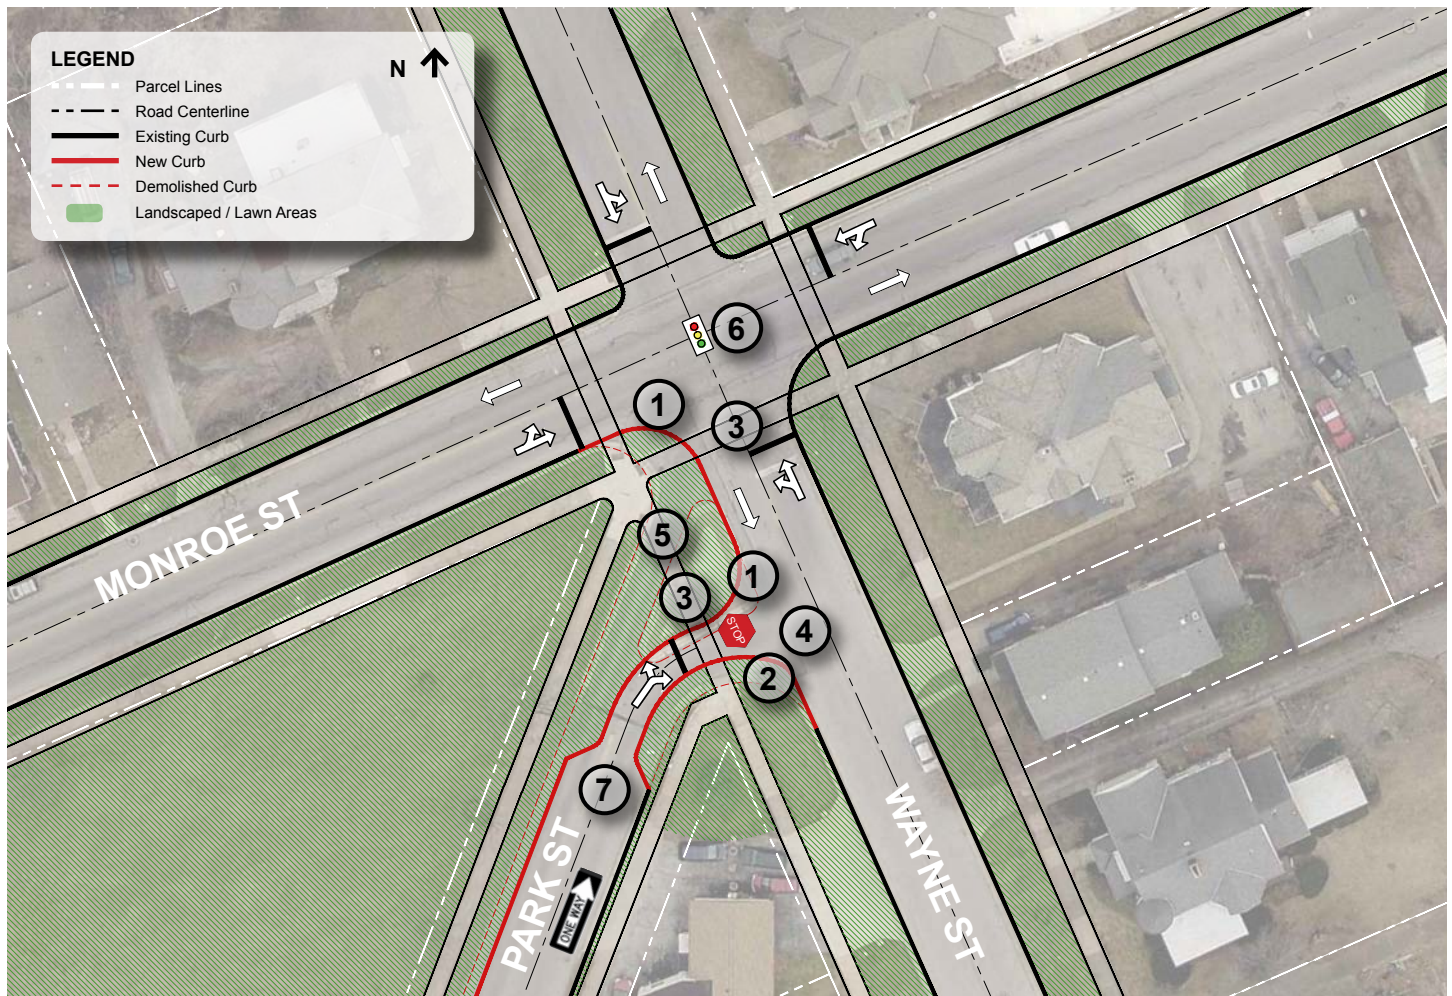 LEGEND
N
Parcel Lines
Road Centerline
Existing Curb
New Curb
Demolished Curb
Landscaped / Lawn Areas
6
1
3
MONROE ST
5
1
3
STOP
4
2
7
PARK ST
ONE WAY
WAYNE ST